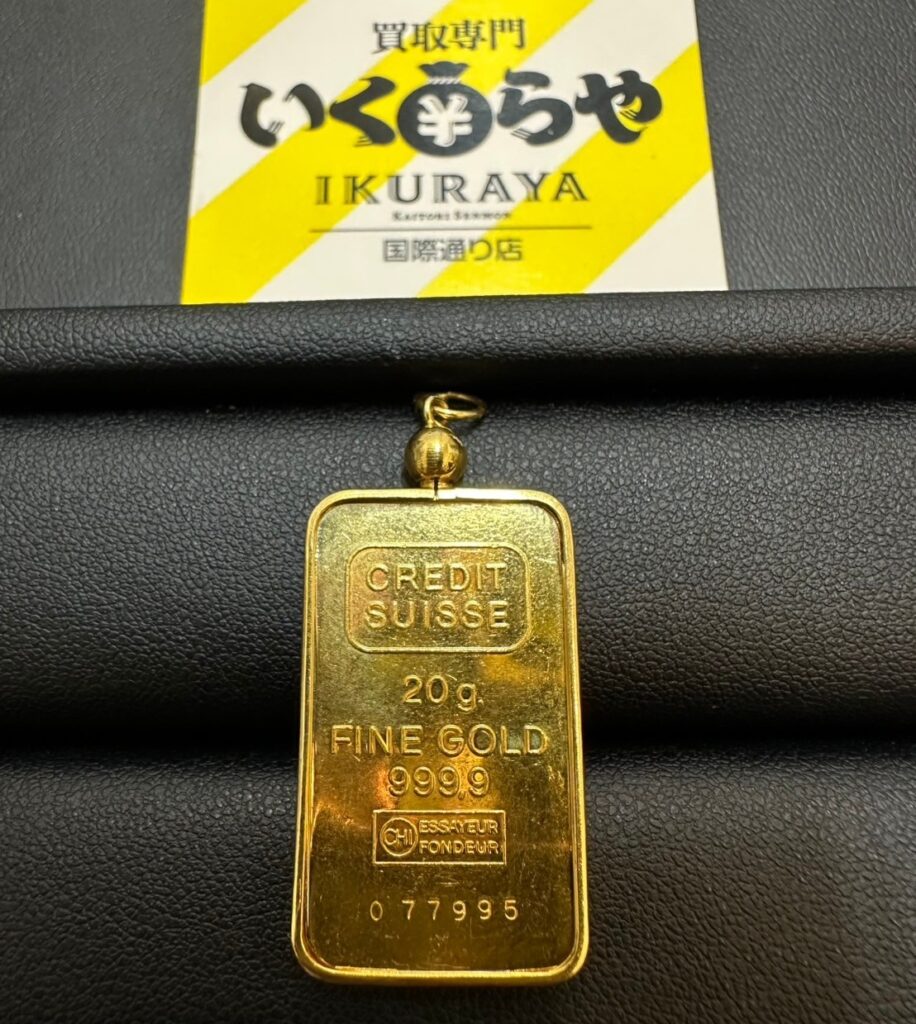 買取専門
いくらや
IKURAYA
KAITORI SENMON
国際通り店
CREDIT
SUISSE
20 g.
FINE GOLD
999,9
CHI ESSAYEUR
FONDEUR
077995